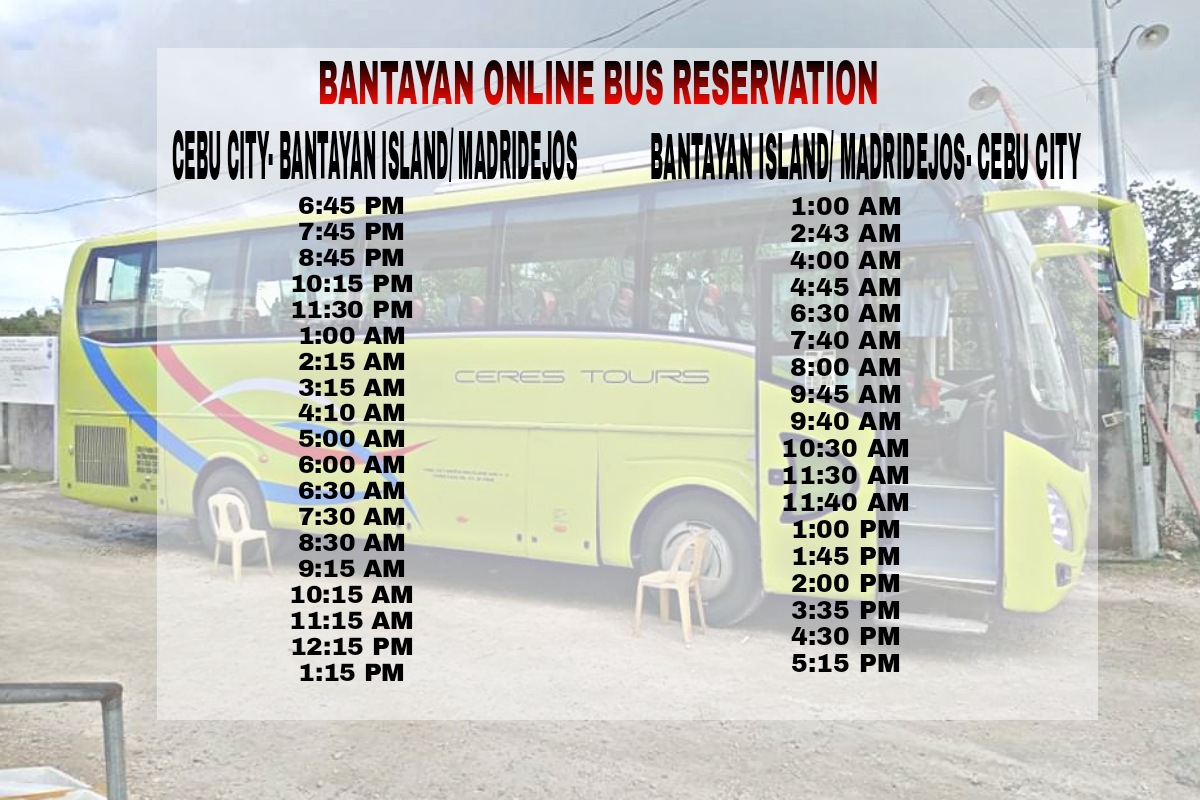 BANTAYAN ONLINE BUS RESERVATION
CEBU CITY- BANTAYAN ISLAND/ MADRIDEJOS
6:45 PM
7:45 PM
8:45 PM
10:15 PM
11:30 PM
1:00 AM
2:15 AM
3:15 AM
4:10 AM
5:00 AM
6:00 AM
6:30 AM
7:30 AM
8:30 AM
9:15 AM
10:15 AM
11:15 AM
12:15 PM
1:15 PM
BANTAYAN ISLAND/ MADRIDEJOS- CEBU CITY
1:00 AM
2:43 AM
4:00 AM
4:45 AM
6:30 AM
7:40 AM
8:00 AM
9:45 AM
9:40 AM
10:30 AM
11:30 AM
11:40 AM
1:00 PM
1:45 PM
2:00 PM
3:35 PM
4:30 PM
5:15 PM
CERES TOURS